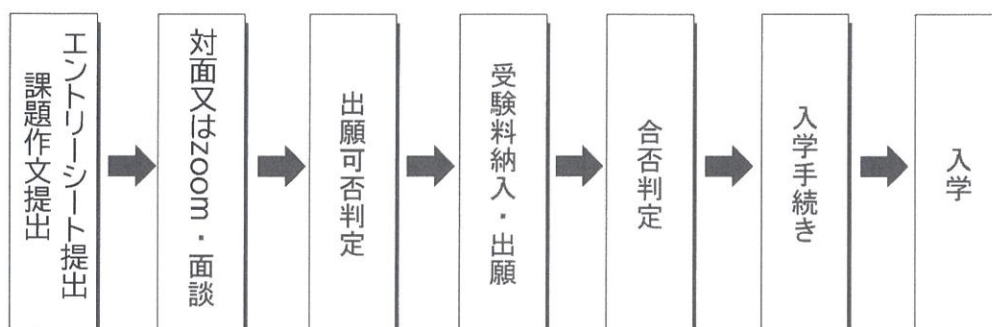 エントリーシート提出
課題作文提出
対面又はzoom・面談
出願可否判定
受験料納入・出願
合否判定
入学手続き
入学